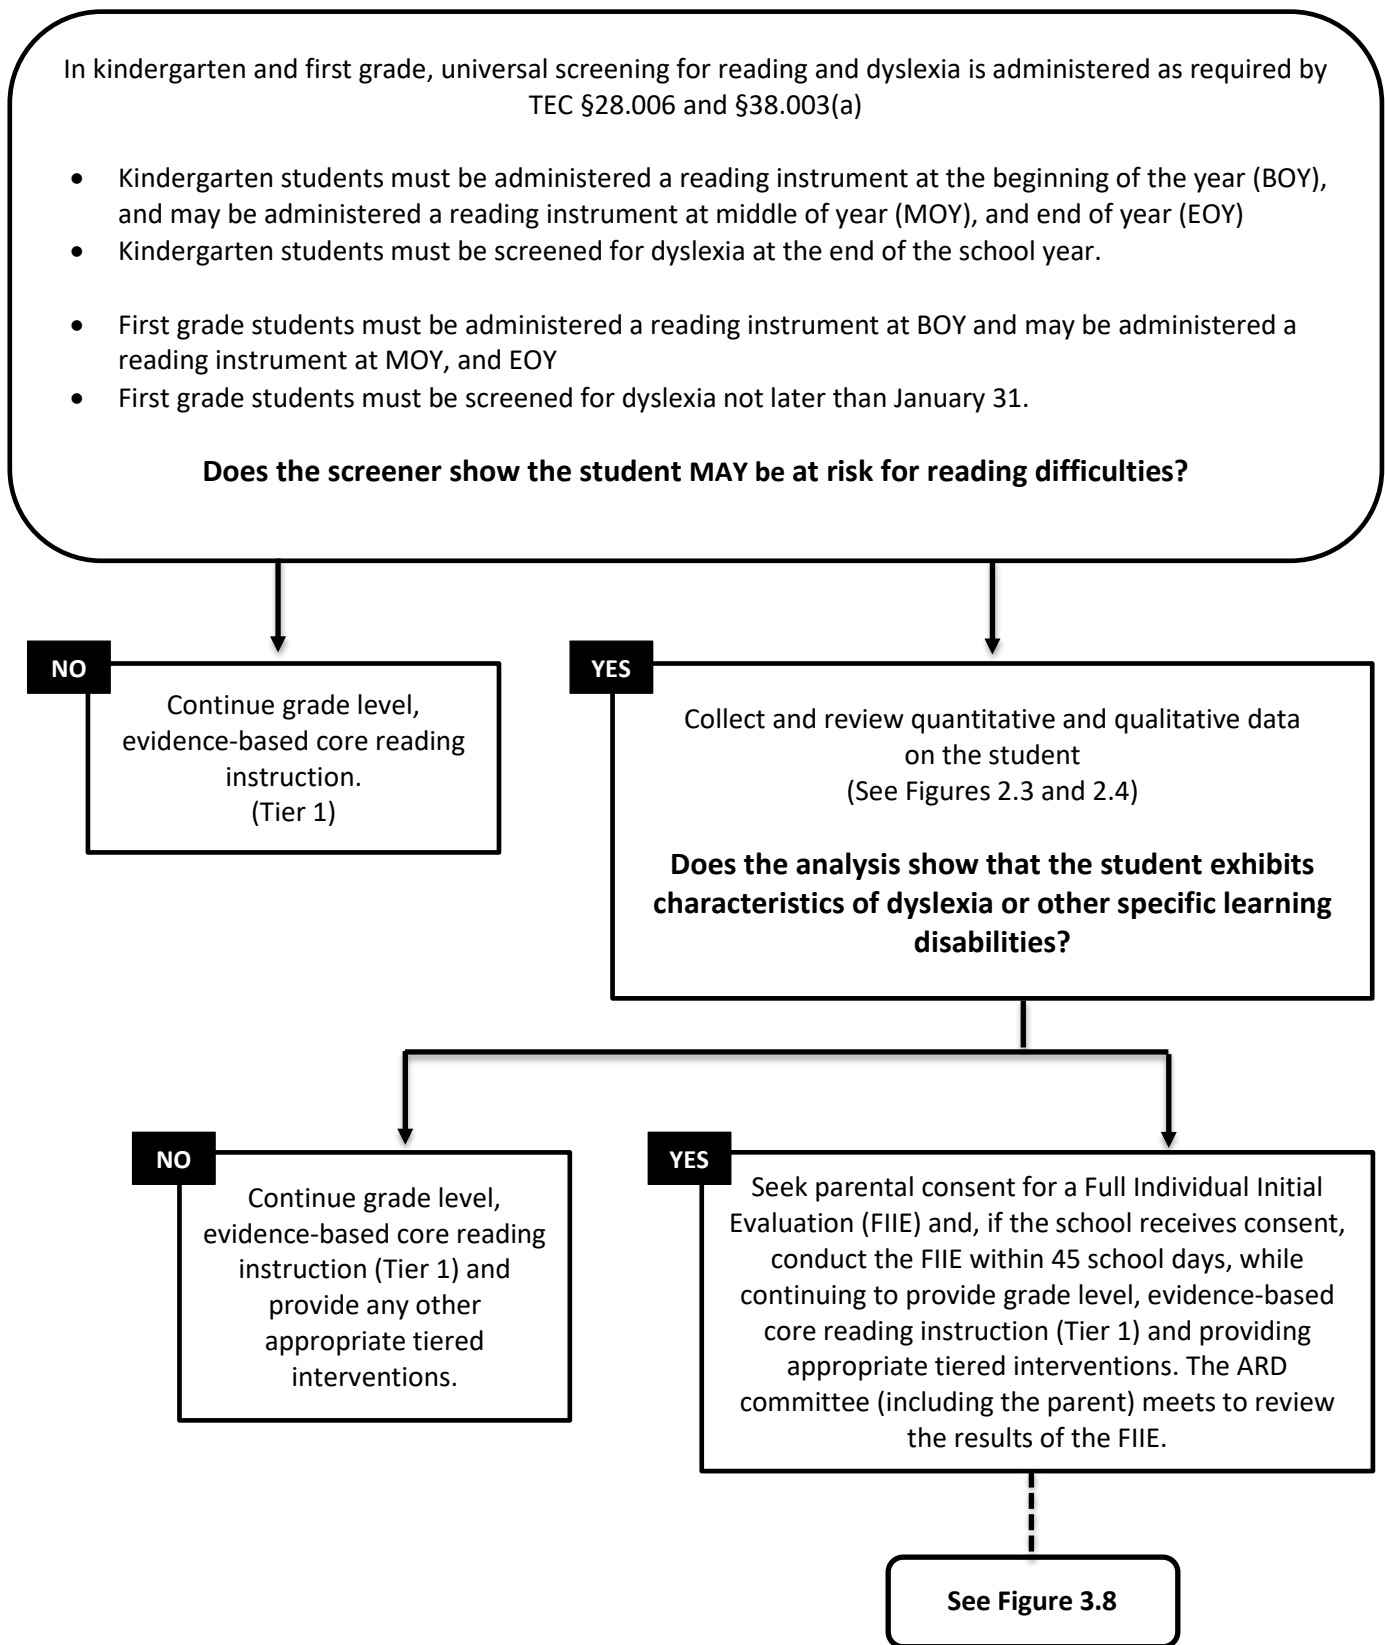 In kindergarten and first grade, universal screening for reading and dyslexia is administered as required by
TEC §28.006 and §38.003(a)
• Kindergarten students must be administered a reading instrument at the beginning of the year (BOY),
and may be administered a reading instrument at middle of year (MOY), and end of year (EOY)
• Kindergarten students must be screened for dyslexia at the end of the school year.
• First grade students must be administered a reading instrument at BOY and may be administered a
reading instrument at MOY, and EOY
• First grade students must be screened for dyslexia not later than January 31.
Does the screener show the student MAY be at risk for reading difficulties?
NO
Continue grade level,
evidence-based core reading
instruction.
(Tier 1)
YES
Collect and review quantitative and qualitative data
on the student
(See Figures 2.3 and 2.4)
Does the analysis show that the student exhibits
characteristics of dyslexia or other specific learning
disabilities?
NO
Continue grade level,
evidence-based core reading
instruction (Tier 1) and
provide any other
appropriate tiered
interventions.
YES
Seek parental consent for a Full Individual Initial
Evaluation (FIIE) and, if the school receives consent,
conduct the FIIE within 45 school days, while
continuing to provide grade level, evidence-based
core reading instruction (Tier 1) and providing
appropriate tiered interventions. The ARD
committee (including the parent) meets to review
the results of the FIIE.
See Figure 3.8